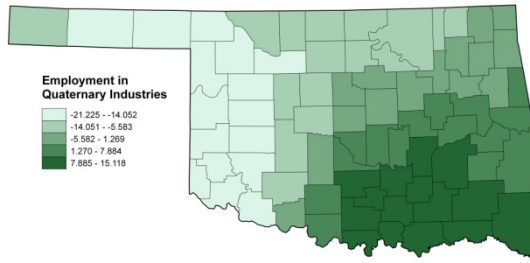 Employment in
Quaternary Industries
-21.225 - -14.052
-14.051 - -5.583
-5.582 - 1.269
1.270 - 7.884
7.885 - 15.118